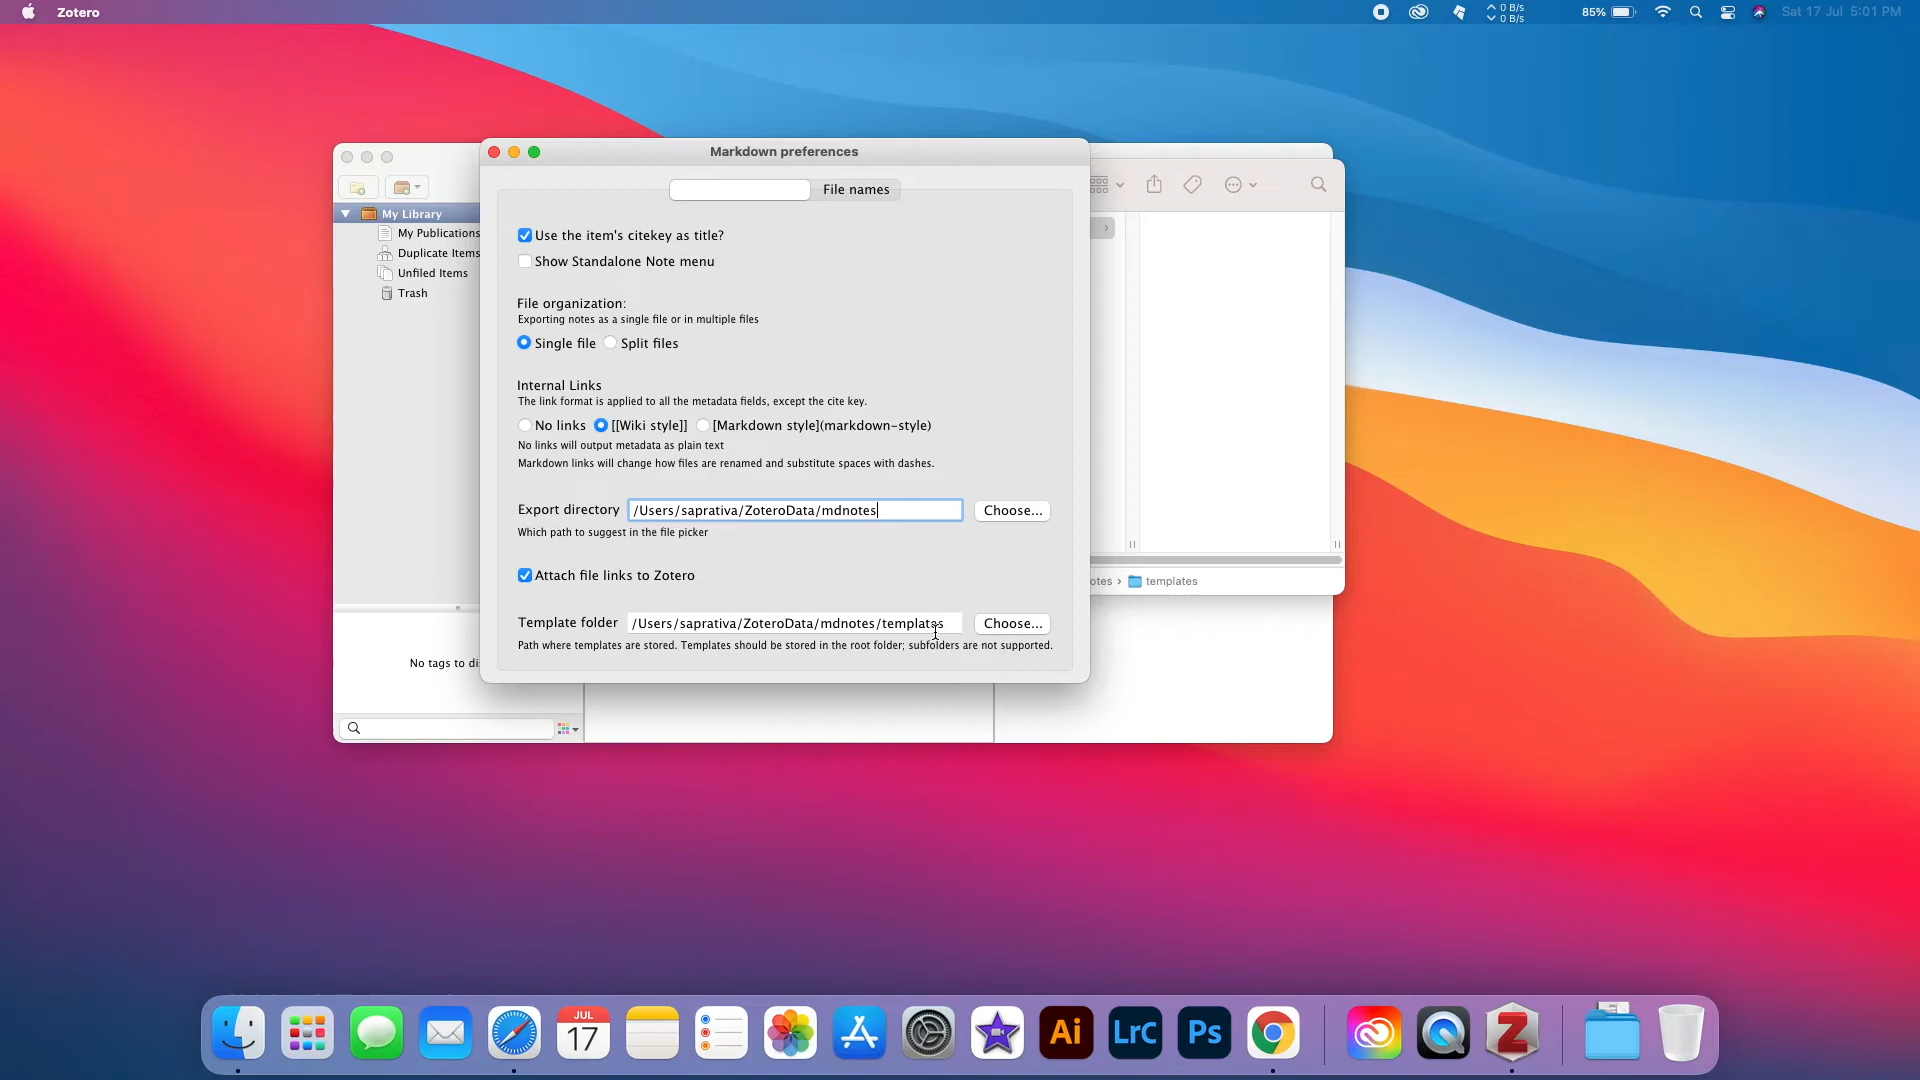 Zotero
0 B/s
0 B/s
85%
Sat 17 Jul 5:01 PM
Markdown preferences
File names
My Library
My Publications
Duplicate Items
Unfiled Items
Trash
Use the item's citekey as title?
Show Standalone Note menu
File organization:
Exporting notes as a single file or in multiple files
Single file Split files
Internal Links
The link format is applied to all the metadata fields, except the cite key.
No links [[Wiki style]] [Markdown style](markdown-style)
No links will output metadata as plain text
Markdown links will change how files are renamed and substitute spaces with dashes.
Export directory /Users/saprativa/ZoteroData/mdnotes Choose...
Which path to suggest in the file picker
Attach file links to Zotero
Template folder /Users/saprativa/ZoteroData/mdnotes/templates Choose...
Path where templates are stored. Templates should be stored in the root folder; subfolders are not supported.
otes › templates
No tags to di
JUL
17
Ai
LrC
Ps
Z